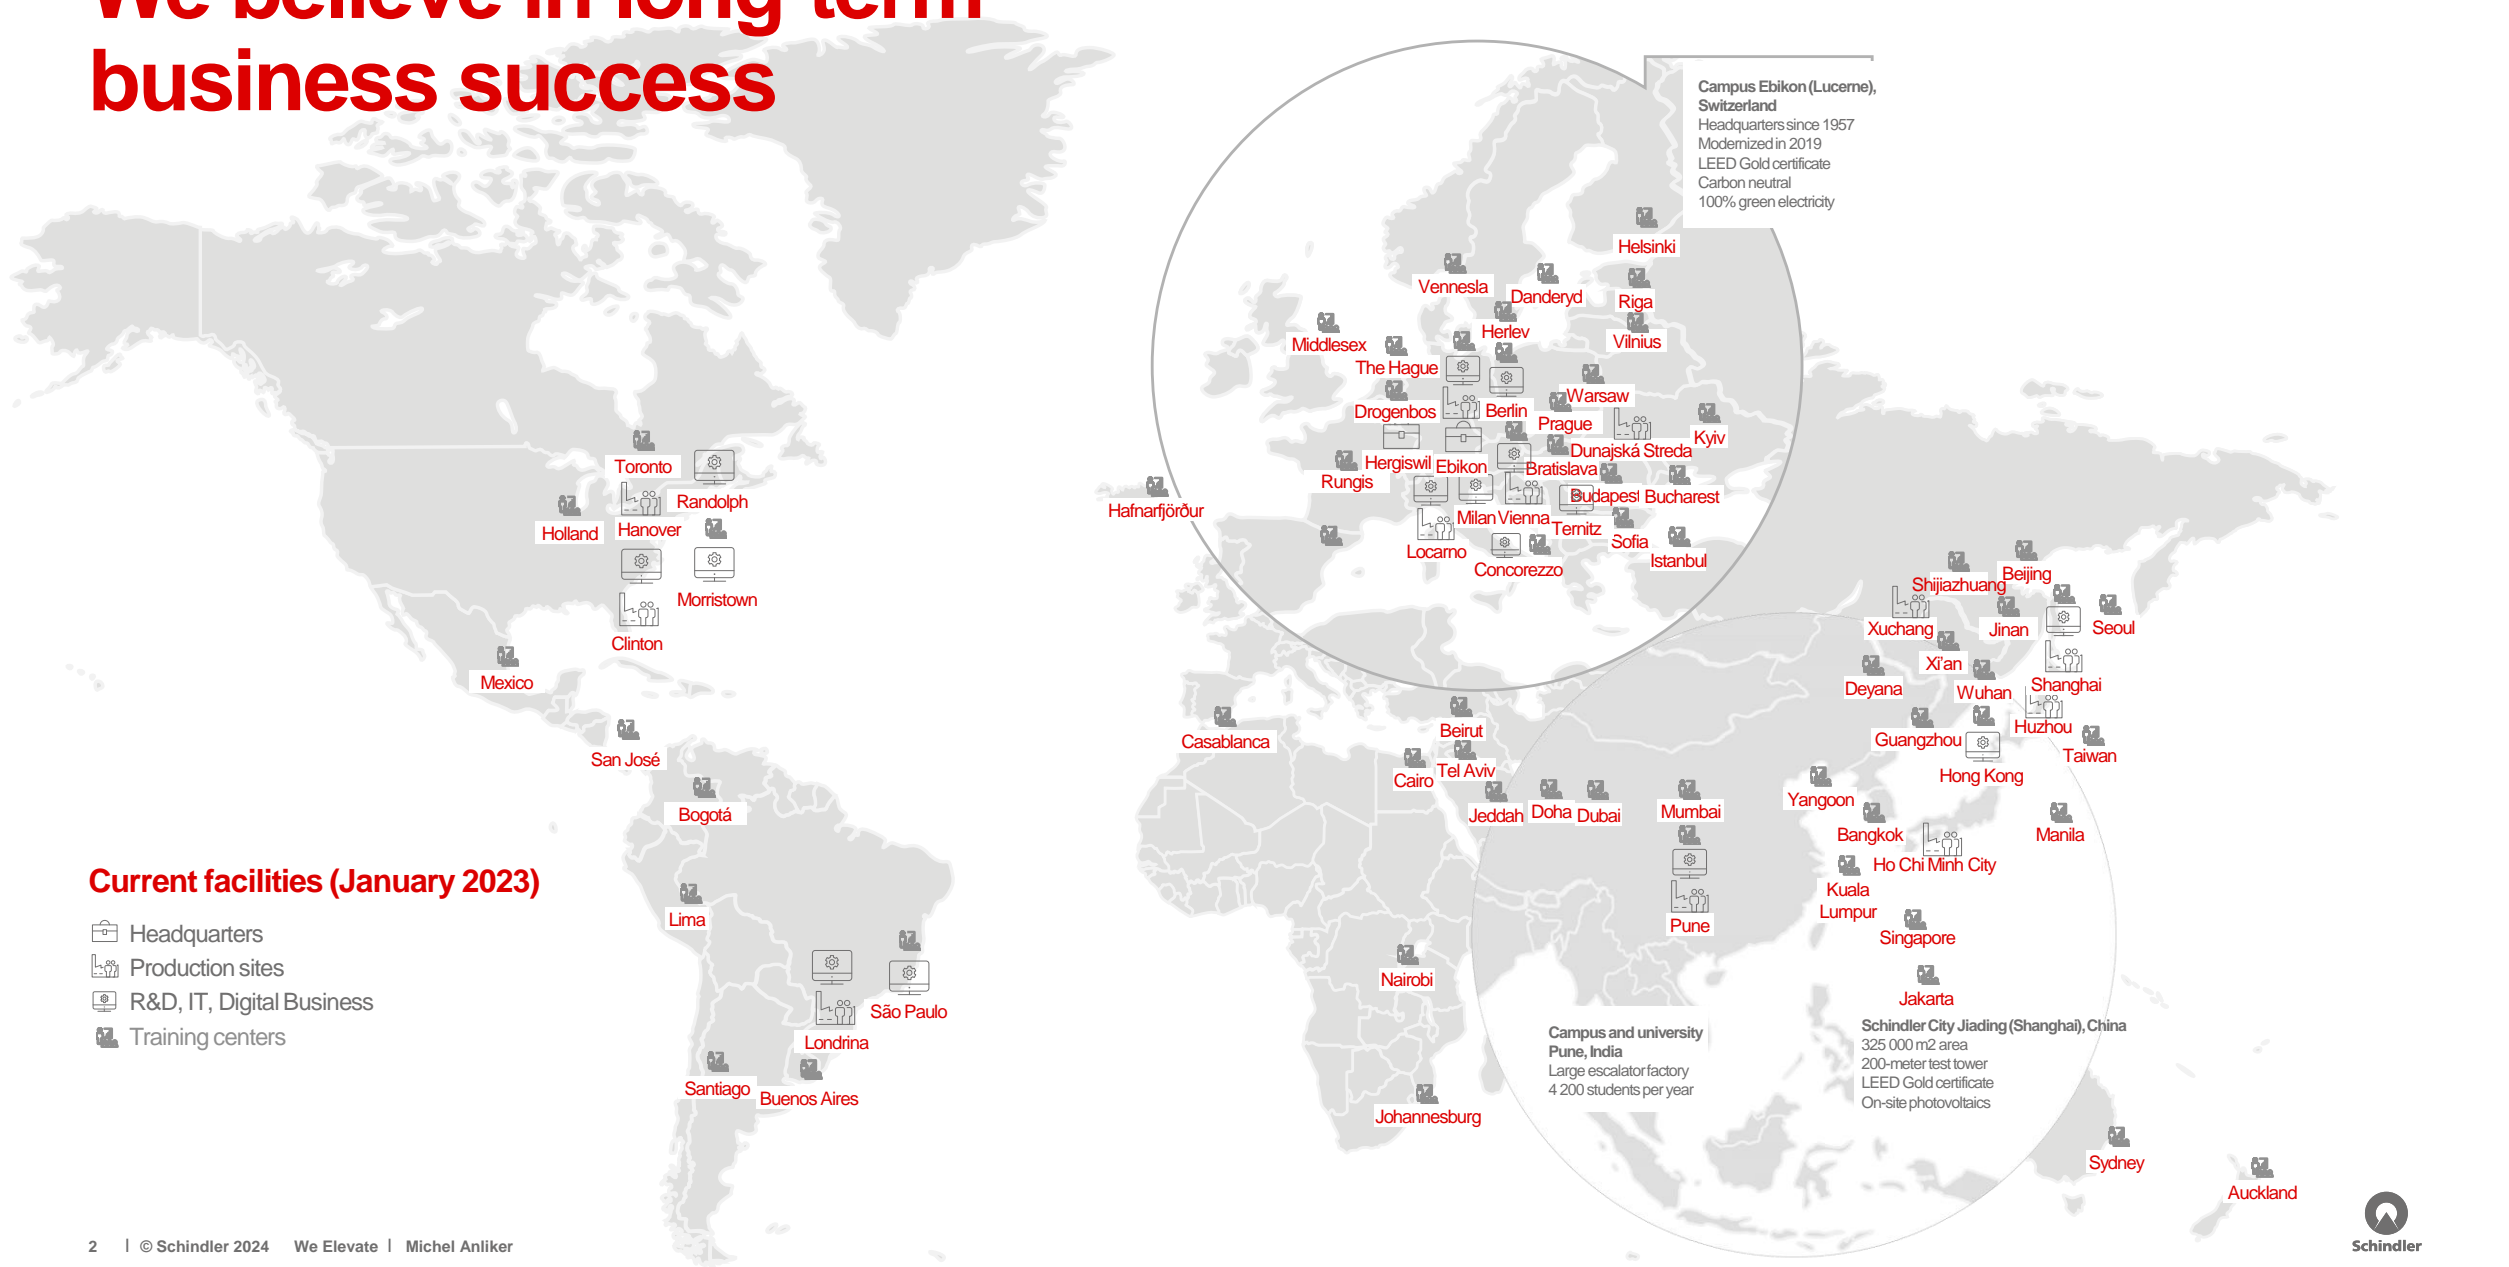 We believe in long-term
business success
Campus Ebikon (Lucerne),
Switzerland
Headquarters since 1957
Modernized in 2019
LEED Gold certificate
Carbon neutral
100% green electricity
Helsinki
Vennesla
Danderyd
Riga
Herlev
Vilnius
Middlesex
The Hague
Warsaw
Drogenbos
Berlin
Prague
Kyiv
Dunajská Streda
Hergiswil
Ebikon
Bratislava
Rungis
Budapest
Bucharest
Hafnarfjörður
Milan
Vienna
Ternitz
Sofia
Locarno
Istanbul
Concorezzo
Toronto
Randolph
Holland
Hanover
Morristown
Clinton
Mexico
San José
Bogotá
Lima
São Paulo
Londrina
Santiago
Buenos Aires
Casablanca
Beirut
Cairo
Tel Aviv
Jeddah
Doha
Dubai
Mumbai
Pune
Nairobi
Johannesburg
Shijiazhuang
Beijing
Xuchang
Jinan
Seoul
Xi'an
Deyana
Wuhan
Shanghai
Huzhou
Guangzhou
Taiwan
Hong Kong
Yangoon
Bangkok
Manila
Ho Chi Minh City
Kuala
Lumpur
Singapore
Jakarta
Sydney
Auckland
Campus and university
Pune, India
Large escalator factory
4 200 students per year
Schindler City Jiading (Shanghai), China
325 000 m2 area
200-meter test tower
LEED Gold certificate
On-site photovoltaics
Current facilities (January 2023)
Headquarters
Production sites
R&D, IT, Digital Business
Training centers
2 | © Schindler 2024 We Elevate | Michel Anliker
Schindler